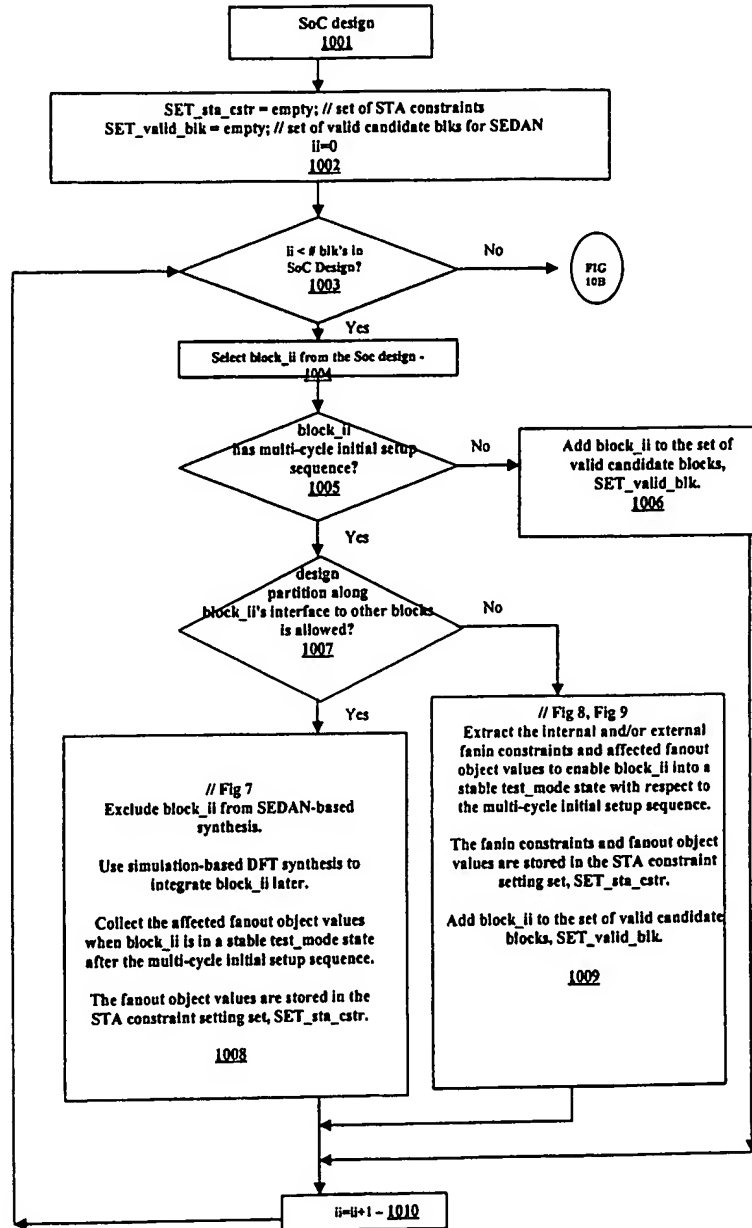 SoC design
1001
SET_sta_cstr = empty; // set of STA constraints
SET_valid_blk = empty; // set of valid candidate blks for SEDAN
ii=0
1002
ii < # blk's in
SoC Design?
1003
No
FIG
10B
Yes
Select block_ii from the Soc design -
1004
block_ii
has multi-cycle initial setup
sequence?
1005
No
Add block_ii to the set of
valid candidate blocks,
SET_valid_blk.
1006
Yes
design
partition along
block_ii's interface to other blocks
is allowed?
1007
No
Yes
// Fig 7
Exclude block_ii from SEDAN-based
synthesis.
Use simulation-based DFT synthesis to
integrate block_ii later.
Collect the affected fanout object values
when block_ii is in a stable test_mode state
after the multi-cycle initial setup sequence.
The fanout object values are stored in the
STA constraint setting set, SET_sta_cstr.
1008
// Fig 8, Fig 9
Extract the internal and/or external
fanin constraints and affected fanout
object values to enable block_ii into a
stable test_mode state with respect to
the multi-cycle initial setup sequence.
The fanin constraints and fanout object
values are stored in the STA constraint
setting set, SET_sta_cstr.
Add block_ii to the set of valid candidate
blocks, SET_valid_blk.
1009
ii=ii+1 – 1010